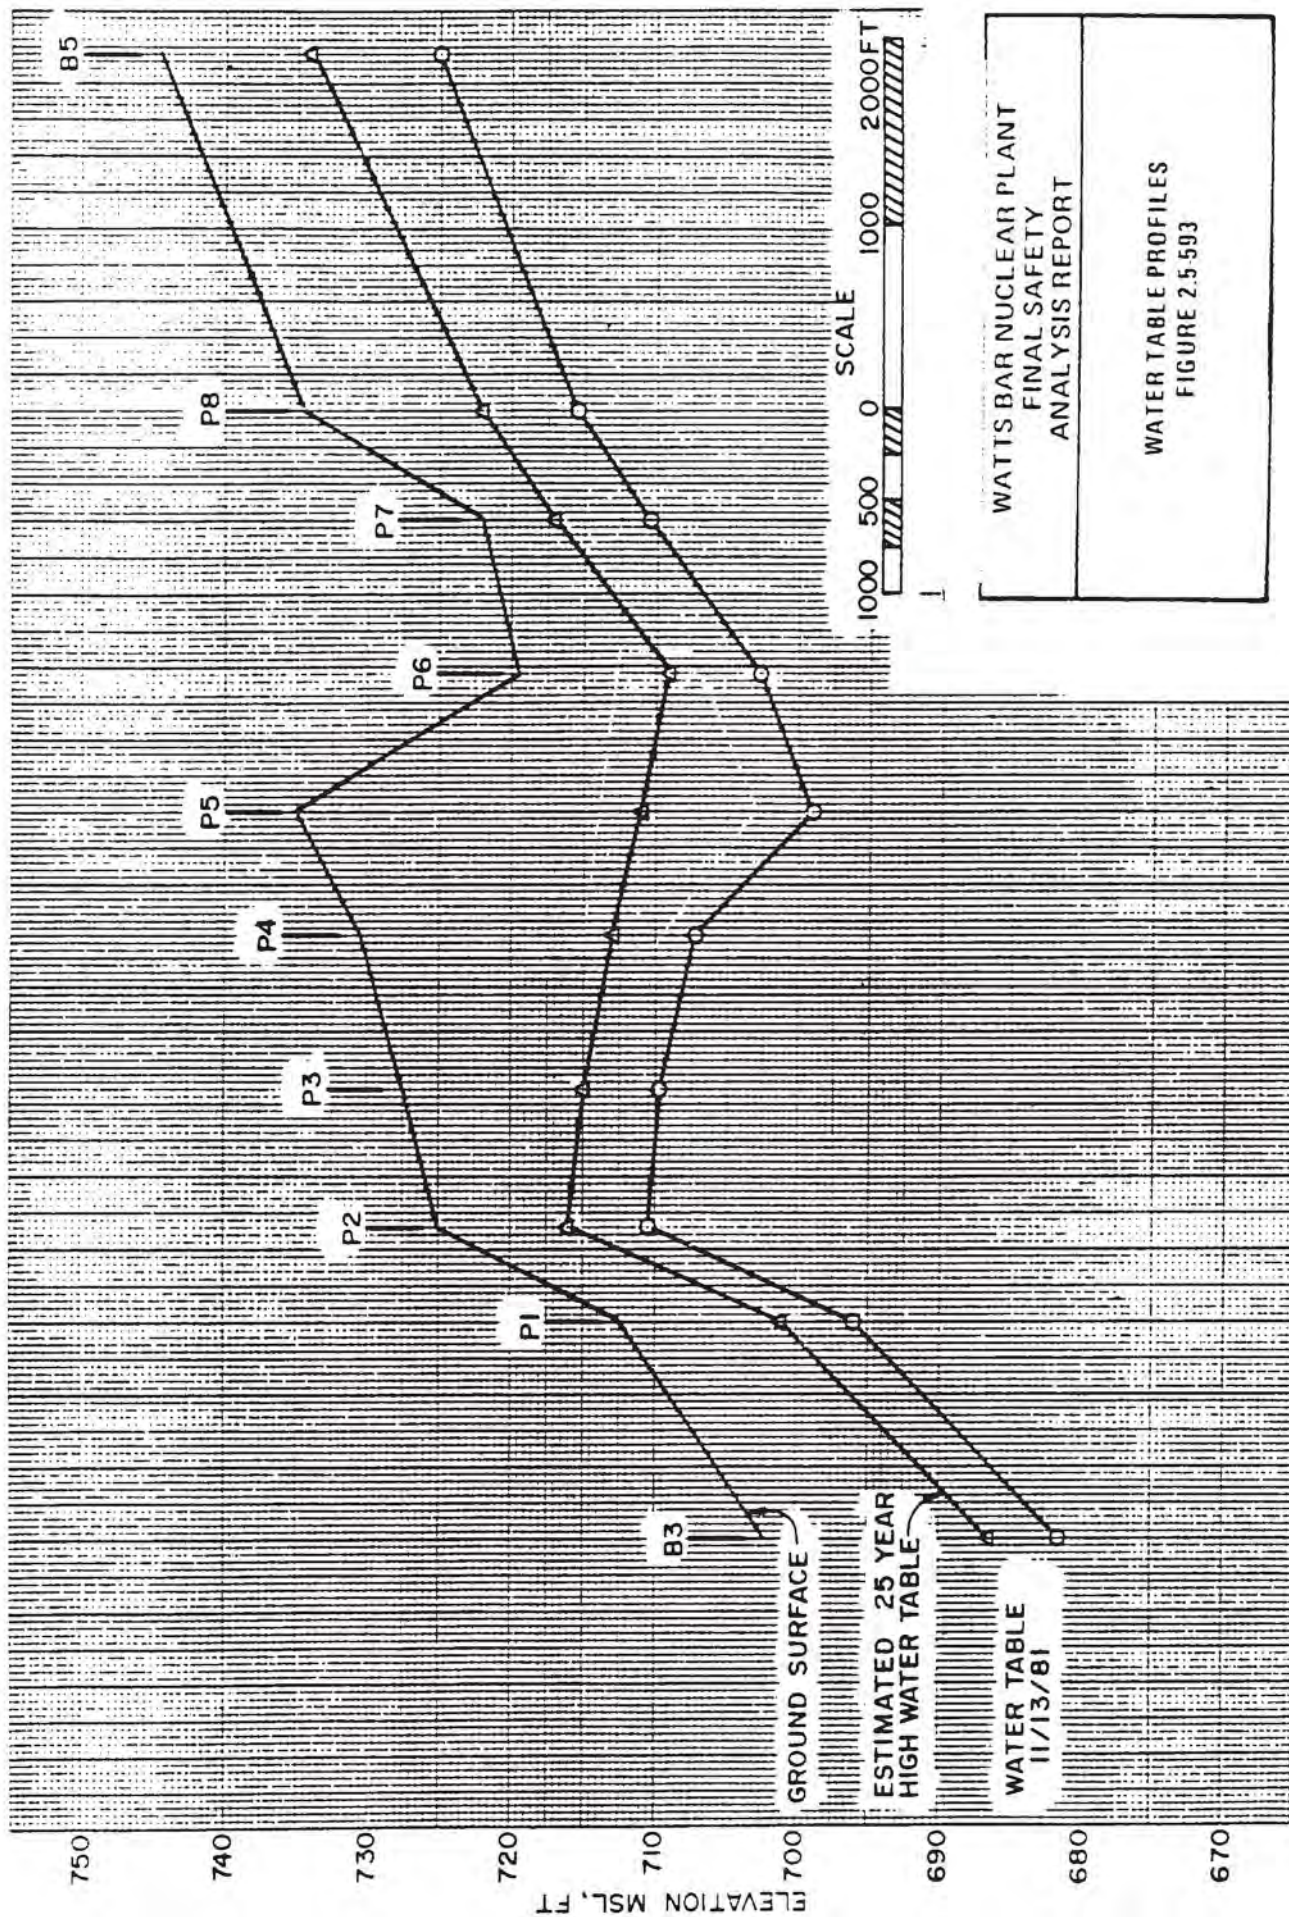 ELEVATION MSL, FT
750
740
730
720
710
700
690
680
670
B3
P1
P2
P3
P4
P5
P6
P7
P8
B5
GROUND SURFACE
ESTIMATED 25 YEAR
HIGH WATER TABLE
WATER TABLE
11/13/81
SCALE
1000 500 0 1000 2000 FT
WATTS BAR NUCLEAR PLANT
FINAL SAFETY
ANALYSIS REPORT
WATER TABLE PROFILES
FIGURE 2.5-593